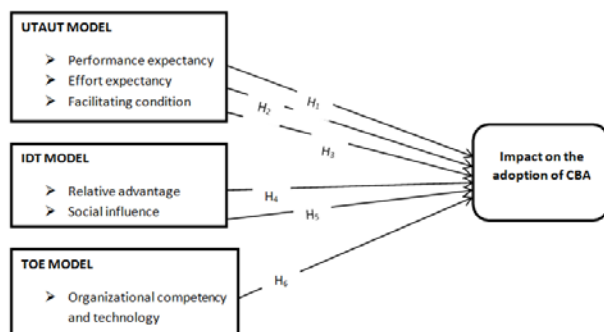 UTAUT MODEL
➢ Performance expectancy
➢ Effort expectancy
➢ Facilitating condition
H1
H2
H3
IDT MODEL
➢ Relative advantage
➢ Social influence
H4
H5
TOE MODEL
➢ Organizational competency
and technology
H6
Impact on the
adoption of CBA